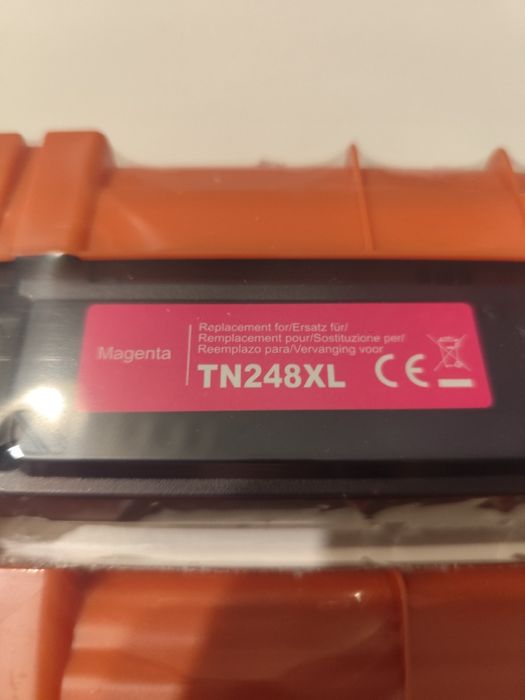 Magenta
Replacement for/Ersatz für/
Remplacement pour/Sostituzione per/
Reemplazo para/Vervanging voor
TN248XL
CE